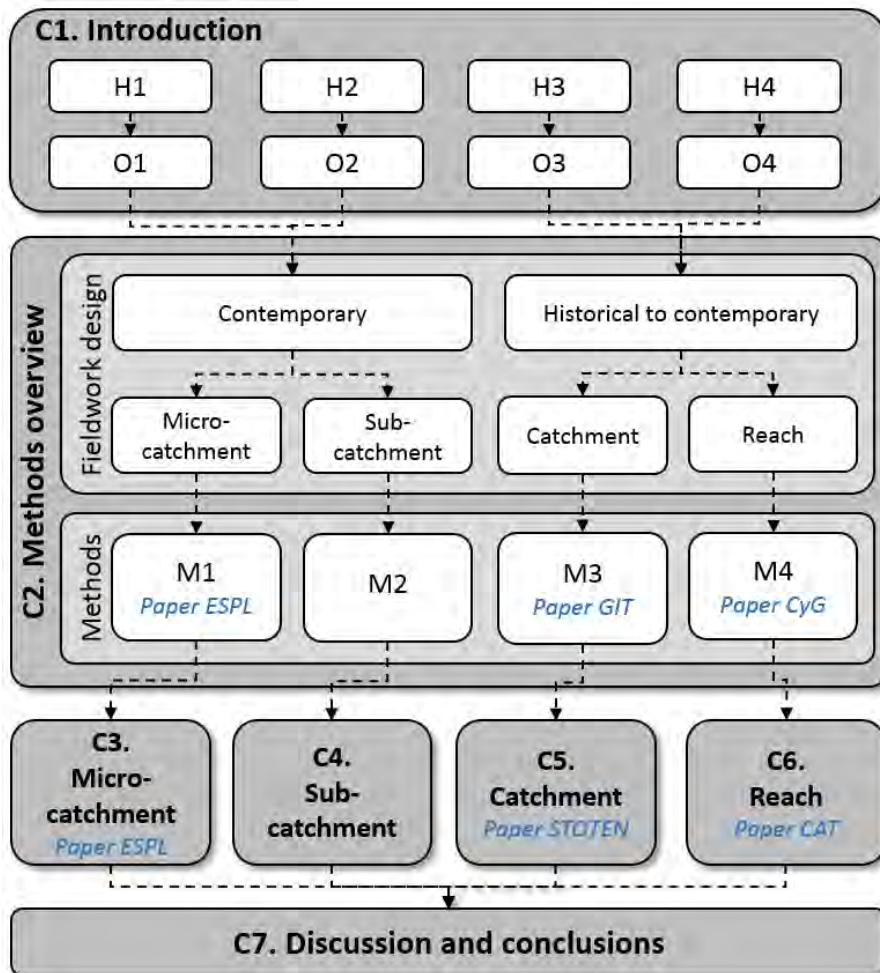 C1. Introduction
H1
H2
H3
H4
O1
O2
O3
O4
C2. Methods overview
Fieldwork design
Contemporary
Historical to contemporary
Micro-
catchment
Sub-
catchment
Catchment
Reach
Methods
M1
Paper ESPL
M2
M3
Paper GIT
M4
Paper CyG
C3.
Micro-
catchment
Paper ESPL
C4.
Sub-
catchment
C5.
Catchment
Paper STOTEN
C6.
Reach
Paper CAT
C7. Discussion and conclusions